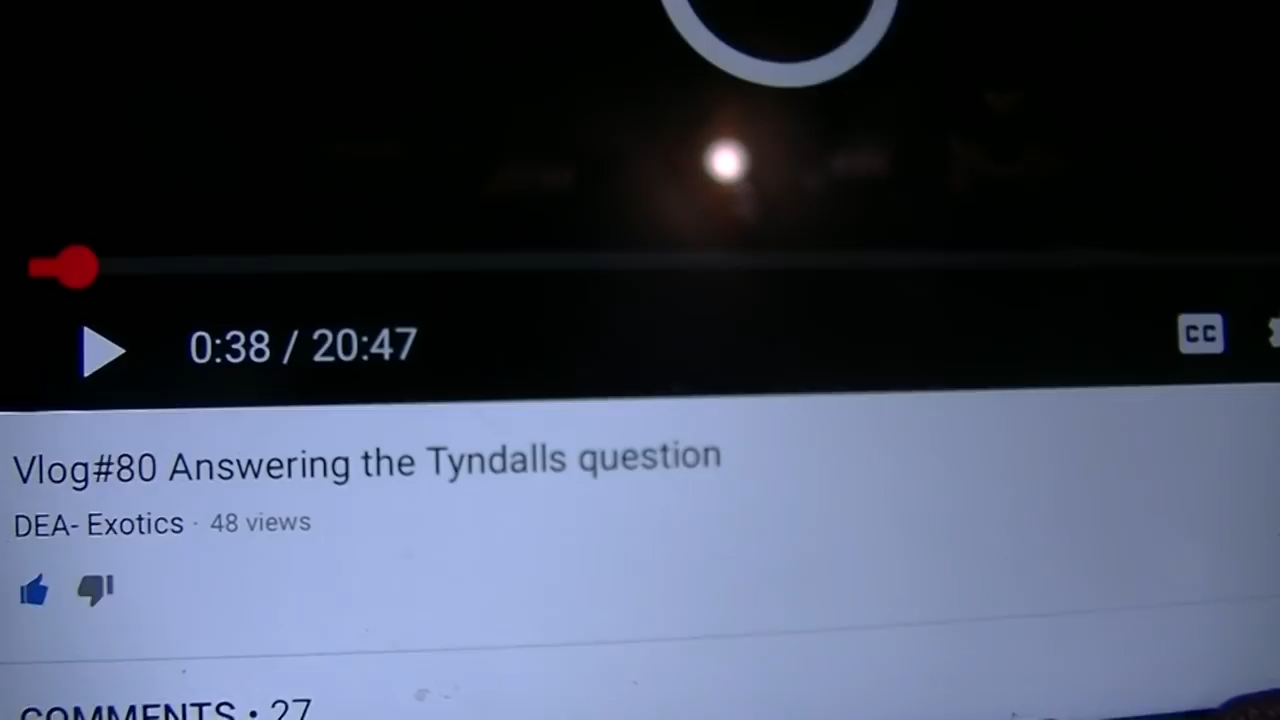 0:38 / 20:47
CC
Vlog#80 Answering the Tyndalls question
DEA- Exotics · 48 views
COMMENTS • 27